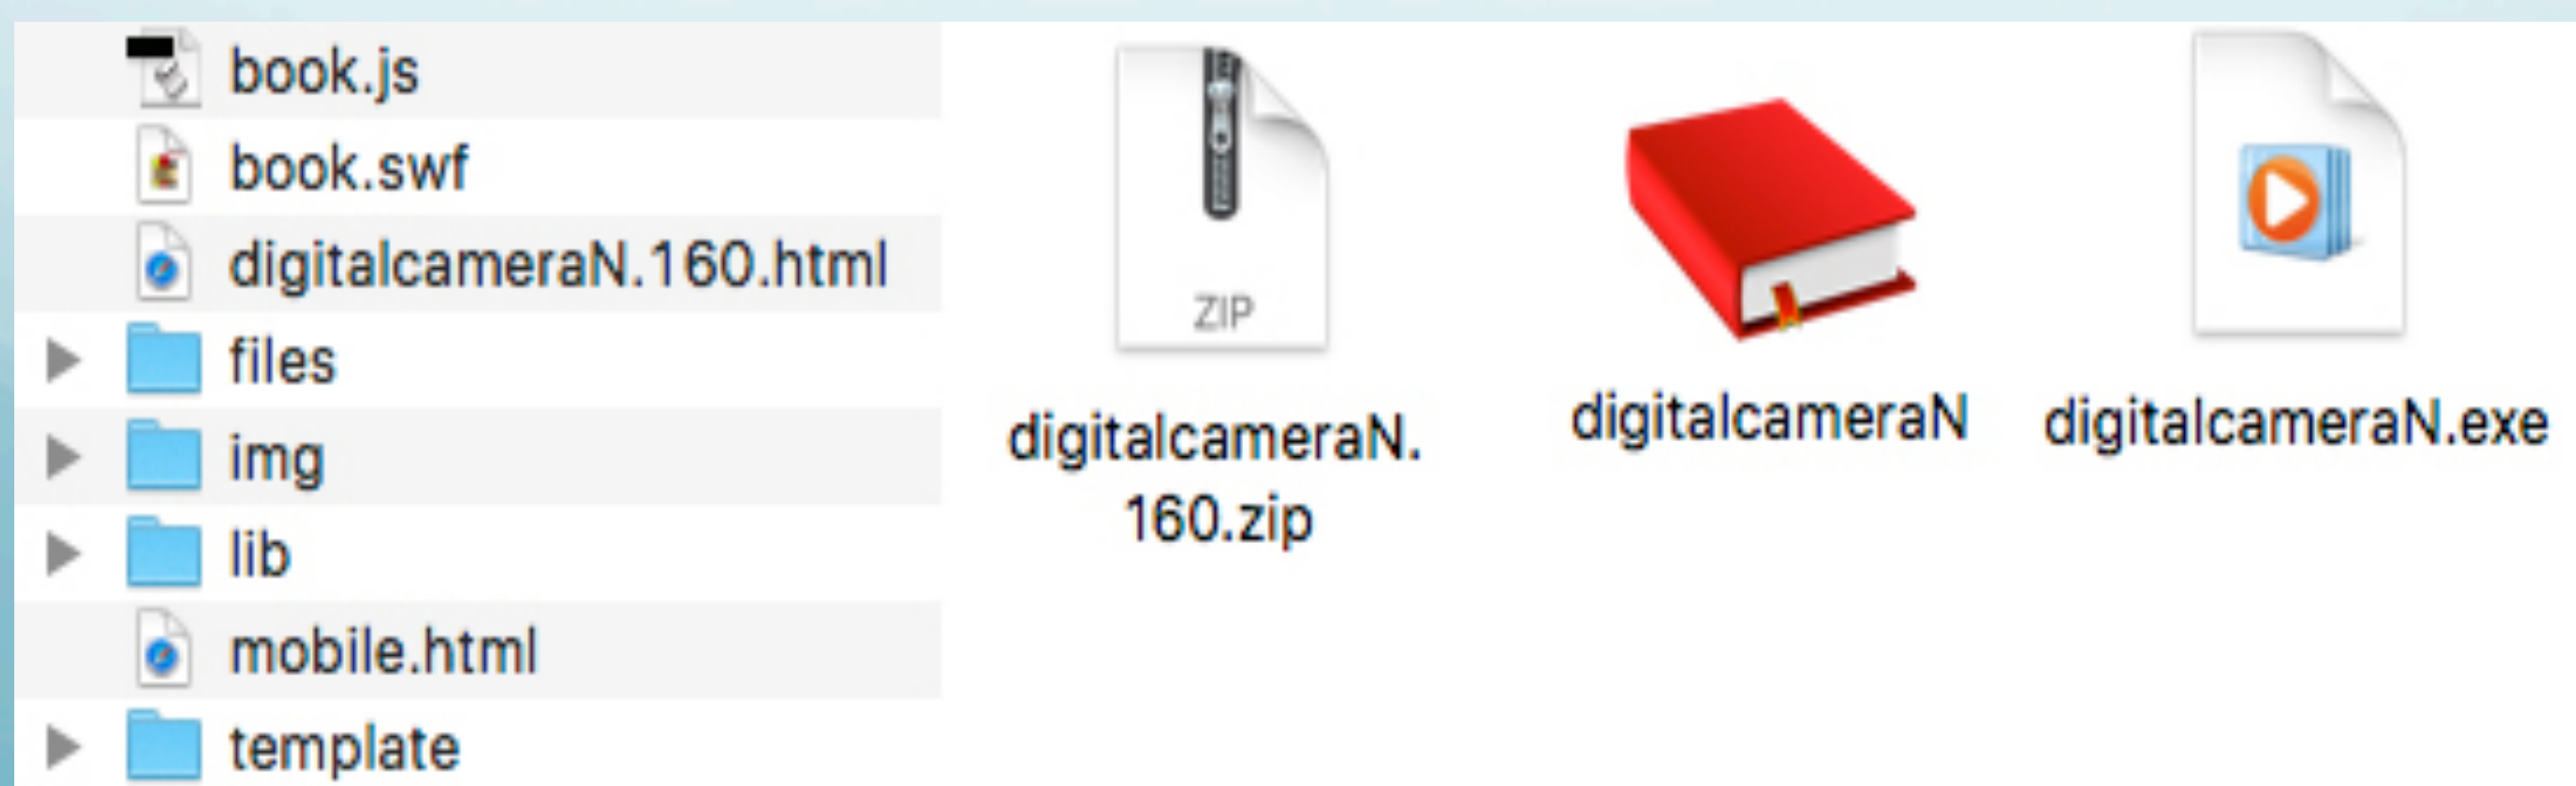 book.js
book.swf
digitalcameraN.160.html
files
img
lib
mobile.html
template
ZIP
digitalcameraN.
160.zip
digitalcameraN
digitalcameraN.exe